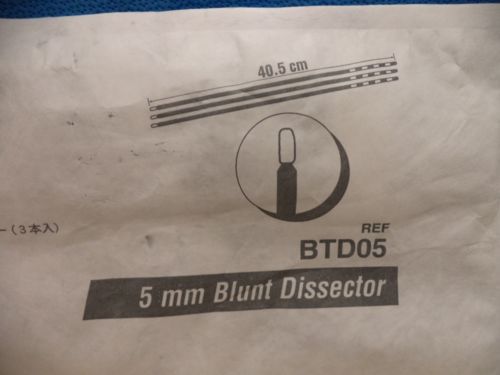 40.5 cm
ー(3本入)
REF
BTD05
5 mm Blunt Dissector